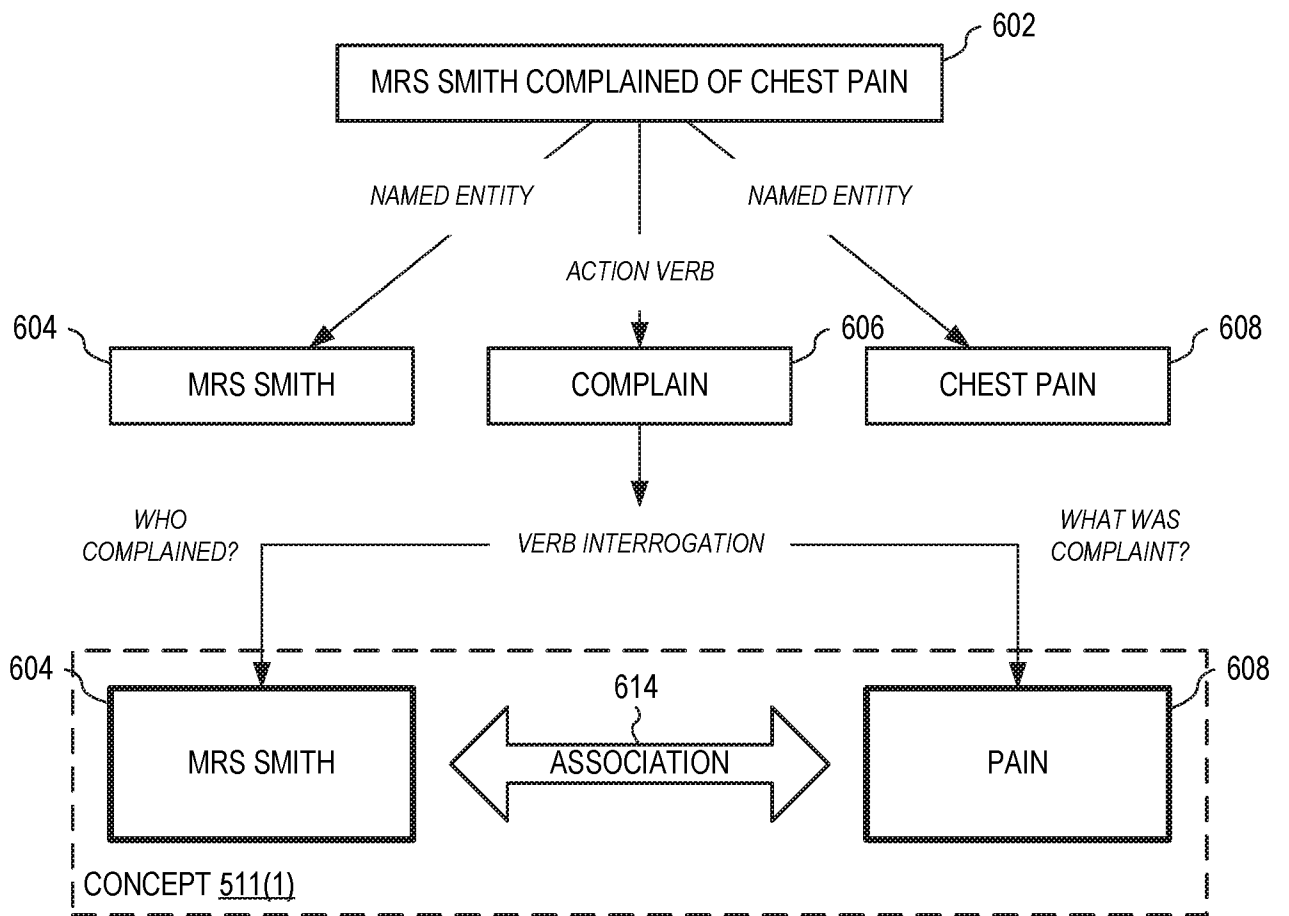 602
MRS SMITH COMPLAINED OF CHEST PAIN
NAMED ENTITY
NAMED ENTITY
ACTION VERB
604
606
608
MRS SMITH
COMPLAIN
CHEST PAIN
WHO
COMPLAINED?
VERB INTERROGATION
WHAT WAS
COMPLAINT?
604
614
608
MRS SMITH
ASSOCIATION
PAIN
CONCEPT 511(1)